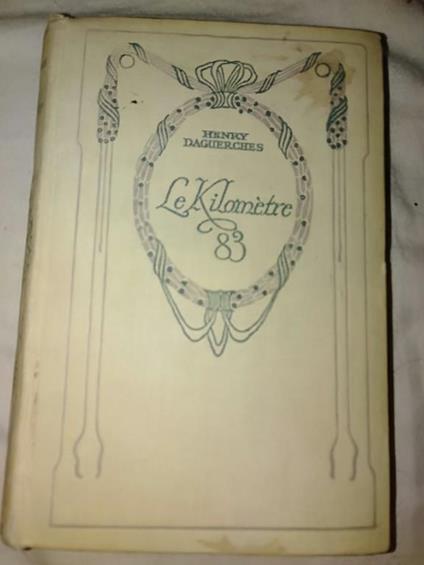 HENRY
DAGUERCHES
Le Kilomètre
83